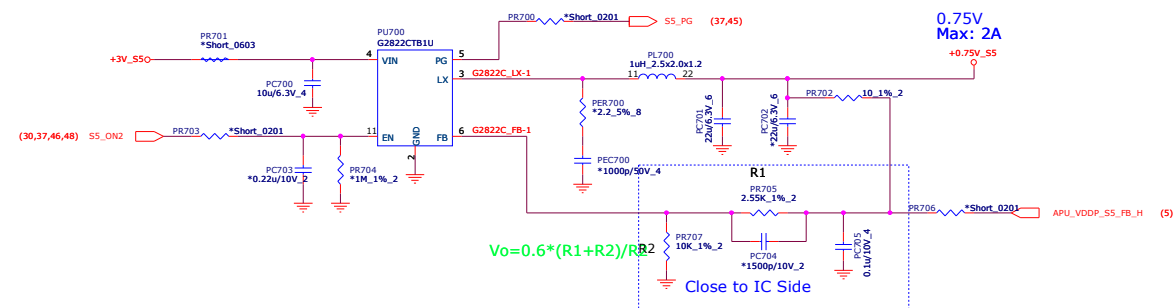 PR700
*Short_0201
S5_PG
(37,45)
0.75V
Max: 2A
+0.75V_S5
PR701
*Short_0603
PU700
G2822CTB1U
+3V_S5
4
VIN
PG
5
LX
3
G2822C_LX-1
PL700
1uH_2.5x2.0x1.2
11
22
PC700
10u/6.3V_4
PER700
*2.2_5%_8
PC701
22u/6.3V_6
PC702
*22u/6.3V_6
PR702
10_1%_2
(30,37,46,48)
S5_ON2
PR703
*Short_0201
11
EN
GND
2
FB
6
G2822C_FB-1
PC703
*0.22u/10V_2
PR704
*1M_1%_2
PEC700
*1000p/50V_4
R1
PR705
2.55K_1%_2
PR706
*Short_0201
APU_VDDP_S5_FB_H
(5)
Vo=0.6*(R1+R2)/R2
R2
PR707
10K_1%_2
PC704
*1500p/10V_2
PC705
0.1u/10V_4
Close to IC Side